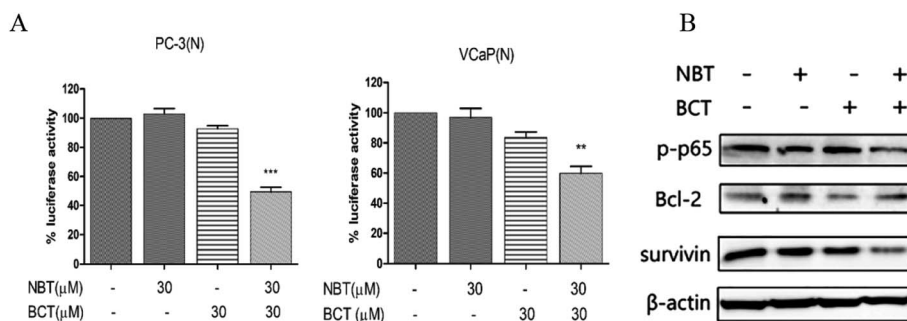 A
PC-3(N)
% luciferase activity
120
100
80
60
40
20
0
***
NBT(μM) - 30 - 30
BCT(μM) - - 30 30
VCaP(N)
% luciferase activity
120
100
80
60
40
20
0
**
NBT(μM) - 30 - 30
BCT (μM) - - 30 30
B
NBT - + - +
BCT - - + +
p-p65
Bcl-2
survivin
β-actin